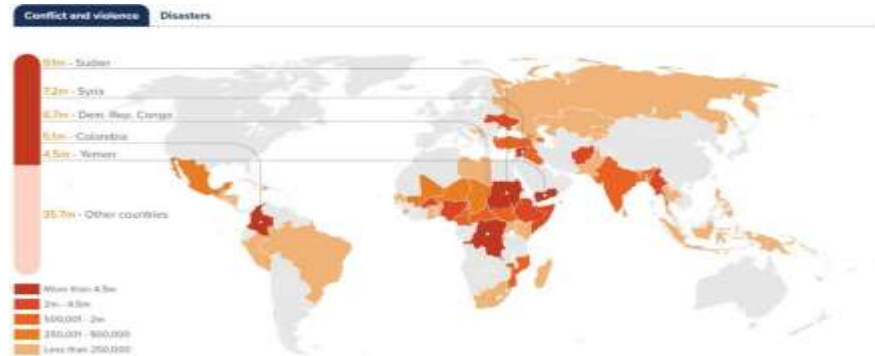 Conflict and violence
Disasters
9.1m - Sudan
7.2m - Syria
6.7m - Dem. Rep. Congo
5.1m - Colombia
4.5m - Yemen
35.7m - Other countries
More than 4.5m
2m - 4.5m
500,001 - 2m
250,001 - 500,000
Less than 250,000